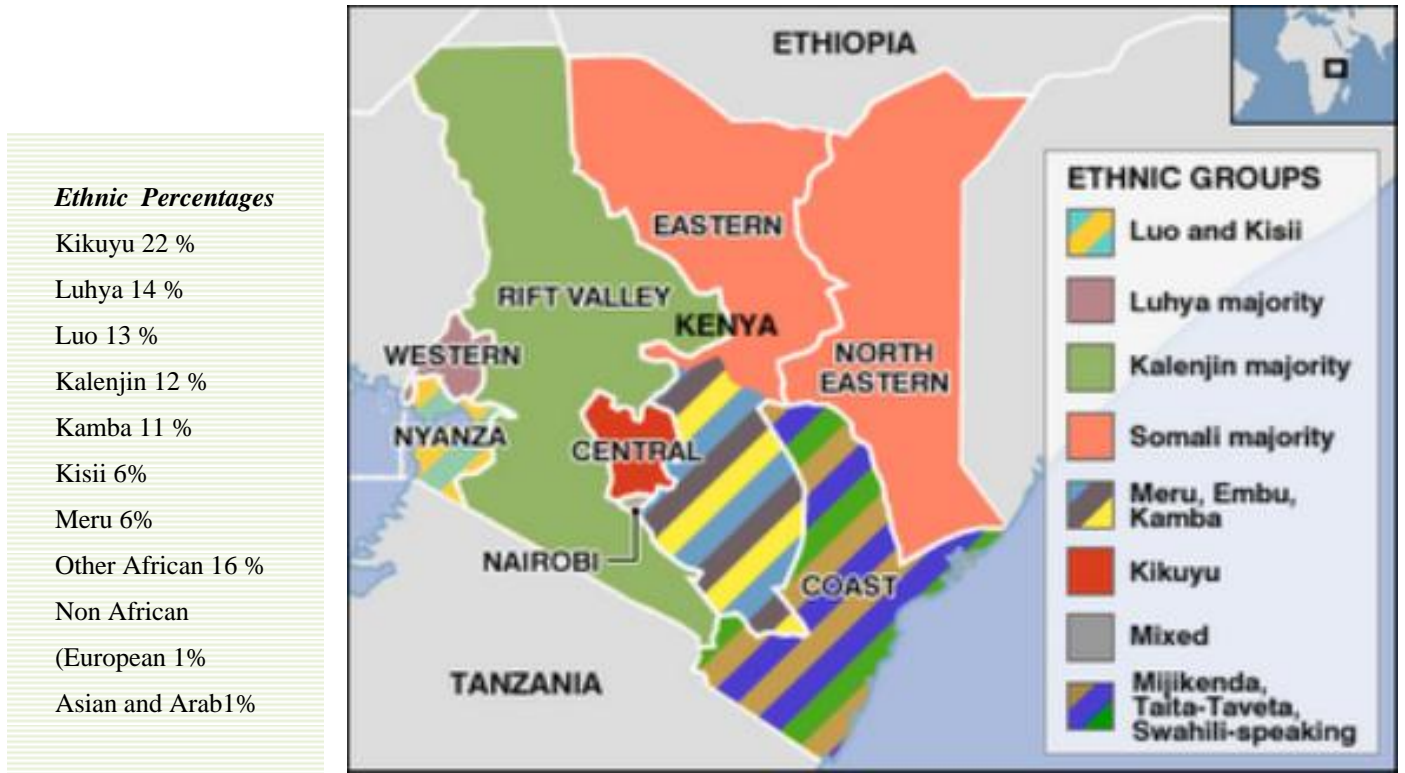 Ethnic Percentages
Kikuyu 22 %
Luhya 14 %
Luo 13 %
Kalenjin 12 %
Kamba 11 %
Kisii 6%
Meru 6%
Other African 16 %
Non African
(European 1%
Asian and Arab1%
ETHIOPIA
EASTERN
RIFT VALLEY
KENYA
WESTERN
NORTH
EASTERN
NYANZA
CENTRAL
NAIROBI
COAST
TANZANIA
ETHNIC GROUPS
Luo and Kisii
Luhya majority
Kalenjin majority
Somali majority
Meru, Embu,
Kamba
Kikuyu
Mixed
Mijikenda,
Taita-Taveta,
Swahili-speaking